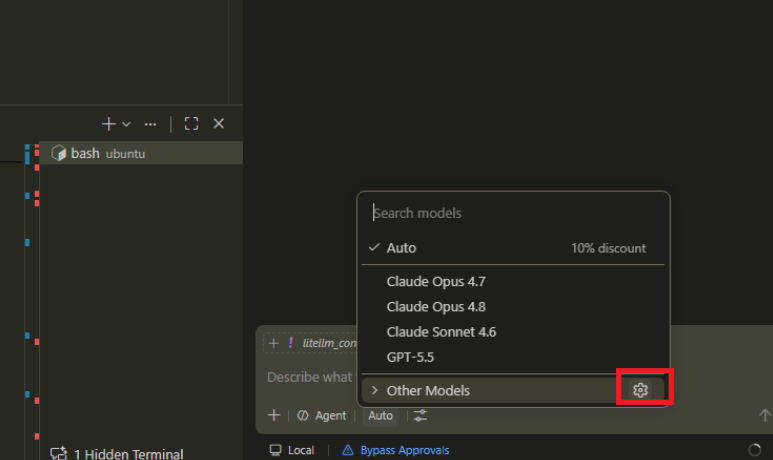 bash ubuntu
Search models
Auto 10% discount
Claude Opus 4.7
Claude Opus 4.8
Claude Sonnet 4.6
GPT-5.5
Other Models
litellm_con
Describe what
Agent Auto
Local Bypass Approvals
1 Hidden Terminal